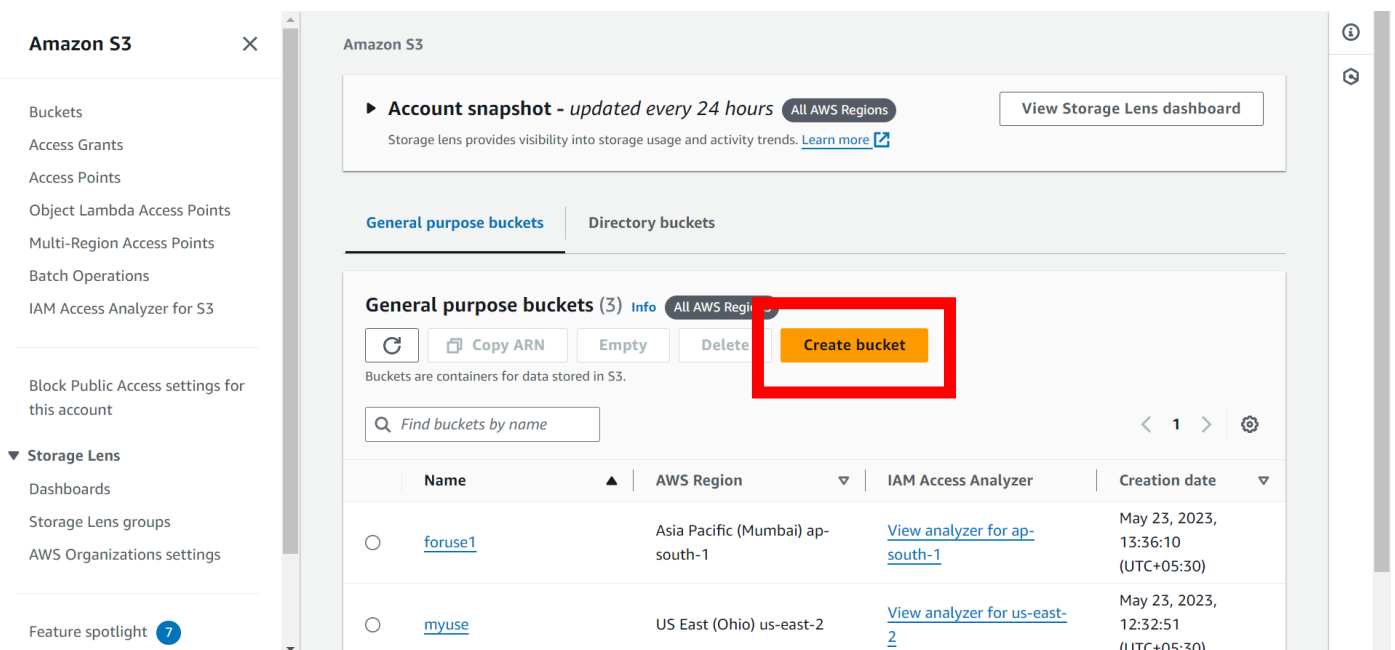 Amazon S3
Buckets
Access Grants
Access Points
Object Lambda Access Points
Multi-Region Access Points
Batch Operations
IAM Access Analyzer for S3
Block Public Access settings for
this account
Storage Lens
Dashboards
Storage Lens groups
AWS Organizations settings
Feature spotlight 7
Amazon S3
Account snapshot - updated every 24 hours All AWS Regions
View Storage Lens dashboard
Storage lens provides visibility into storage usage and activity trends. Learn more
General purpose buckets Directory buckets
General purpose buckets (3) Info All AWS Regions
Copy ARN Empty Delete Create bucket
Buckets are containers for data stored in S3.
Find buckets by name
1
Name AWS Region IAM Access Analyzer Creation date
foruse1
Asia Pacific (Mumbai) ap-
south-1
View analyzer for ap-
south-1
May 23, 2023,
13:36:10
(UTC+05:30)
myuse
US East (Ohio) us-east-2
View analyzer for us-east-
2
May 23, 2023,
12:32:51
(UTC+05:30)